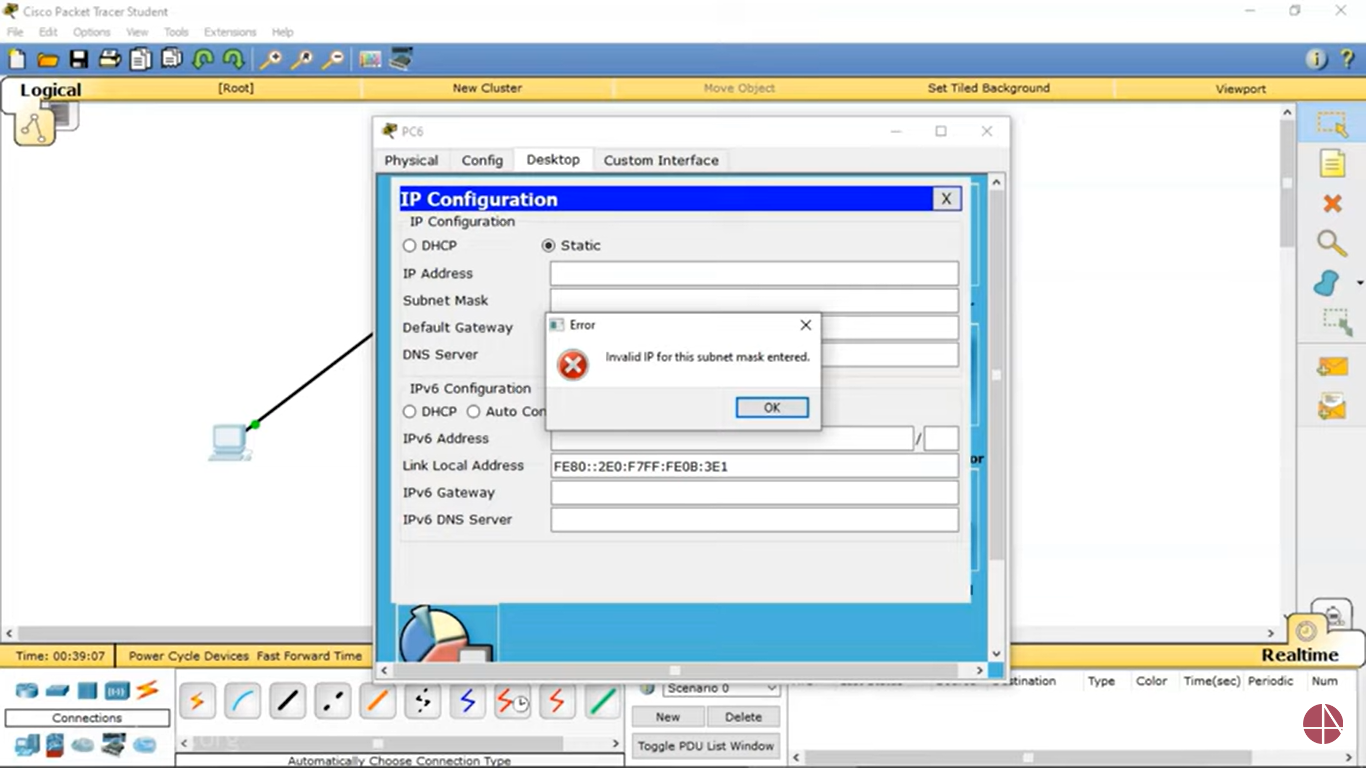 Cisco Packet Tracer Student
File Edit Options View Tools Extensions Help
Logical [Root] New Cluster Move Object Set Tiled Background Viewport
PC6
Physical Config Desktop Custom Interface
IP Configuration X
IP Configuration
DHCP Static
IP Address
Subnet Mask
Default Gateway
DNS Server
Error
Invalid IP for this subnet mask entered.
OK
IPv6 Configuration
DHCP Auto Con
IPv6 Address /
or
Link Local Address FE80::2E0:F7FF:FE0B:3E1
IPv6 Gateway
IPv6 DNS Server
Time: 00:39:07 Power Cycle Devices Fast Forward Time
Realtime
Connections
Automatically Choose Connection Type
Scenario 0
New Delete
Toggle PDU List Window
Type Color Time(sec) Periodic Num